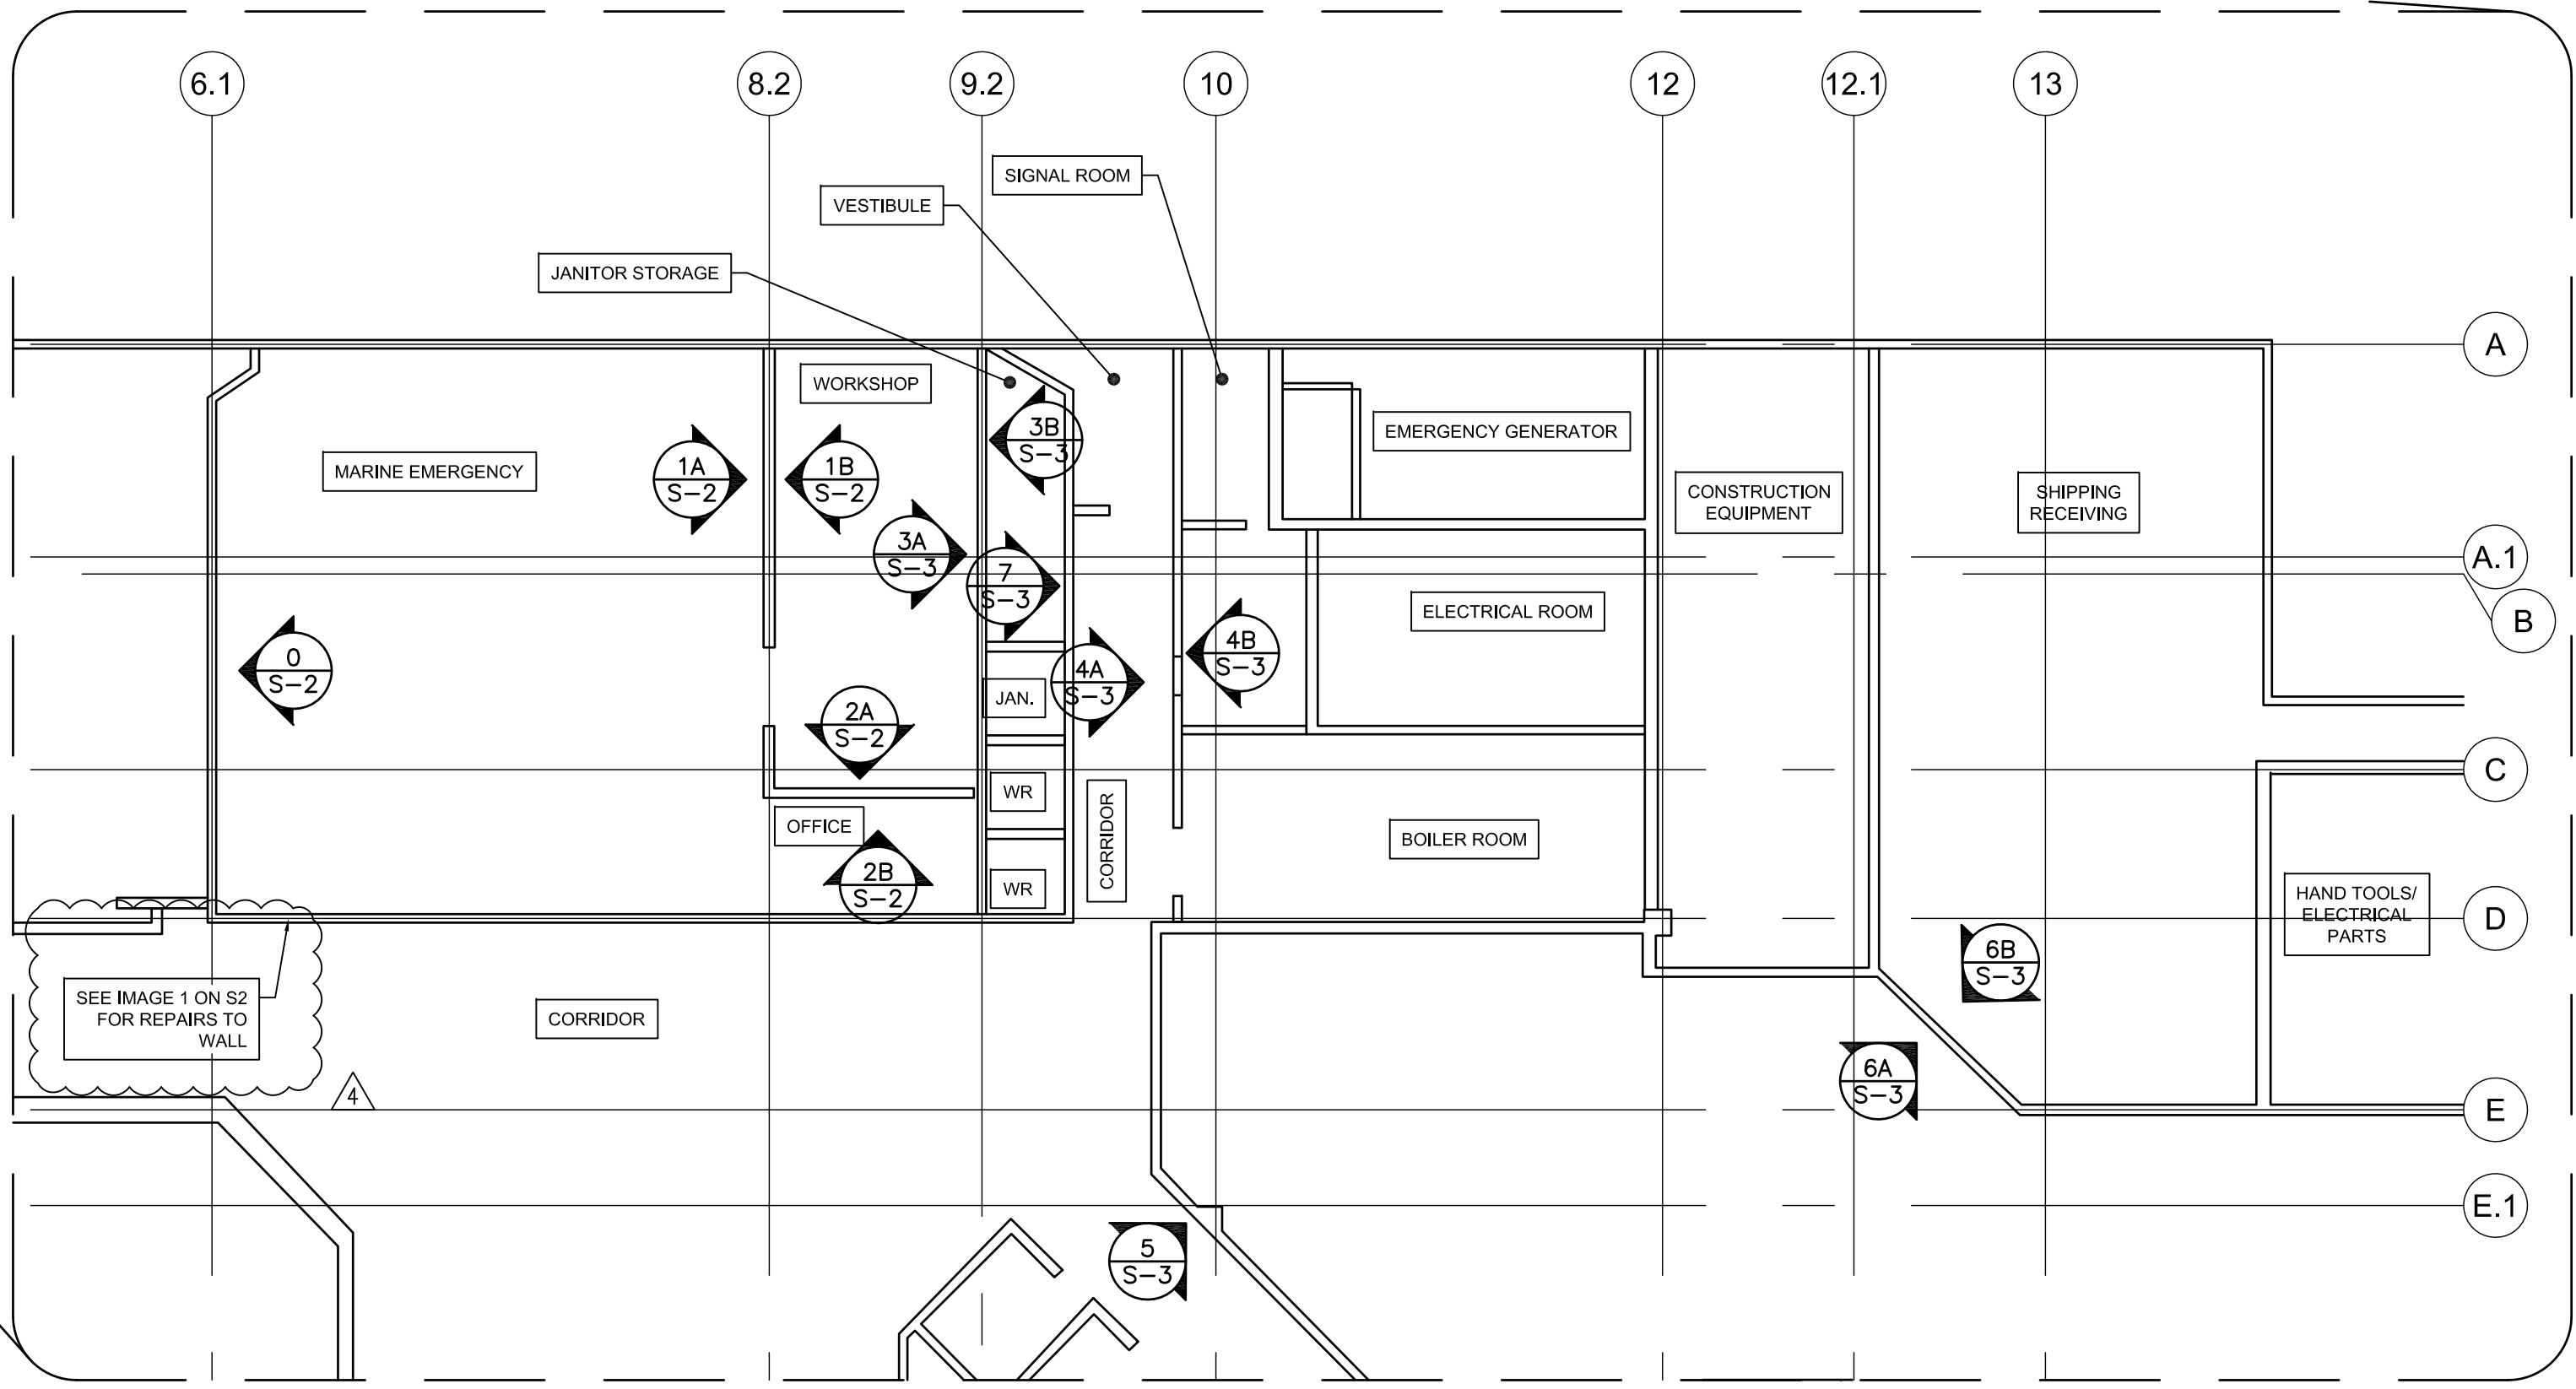 6.1
8.2
9.2
10
12
12.1
13
SIGNAL ROOM
VESTIBULE
JANITOR STORAGE
A
WORKSHOP
3B
S-3
EMERGENCY GENERATOR
MARINE EMERGENCY
1A
S-2
1B
S-2
CONSTRUCTION
EQUIPMENT
SHIPPING
RECEIVING
3A
S-3
A.1
7
S-3
ELECTRICAL ROOM
B
0
S-2
4B
S-3
4A
S-3
JAN.
2A
S-2
C
WR
OFFICE
CORRIDOR
BOILER ROOM
2B
S-2
WR
HAND TOOLS/
ELECTRICAL
PARTS
D
6B
S-3
SEE IMAGE 1 ON S2
FOR REPAIRS TO
WALL
CORRIDOR
4
6A
S-3
E
E.1
5
S-3